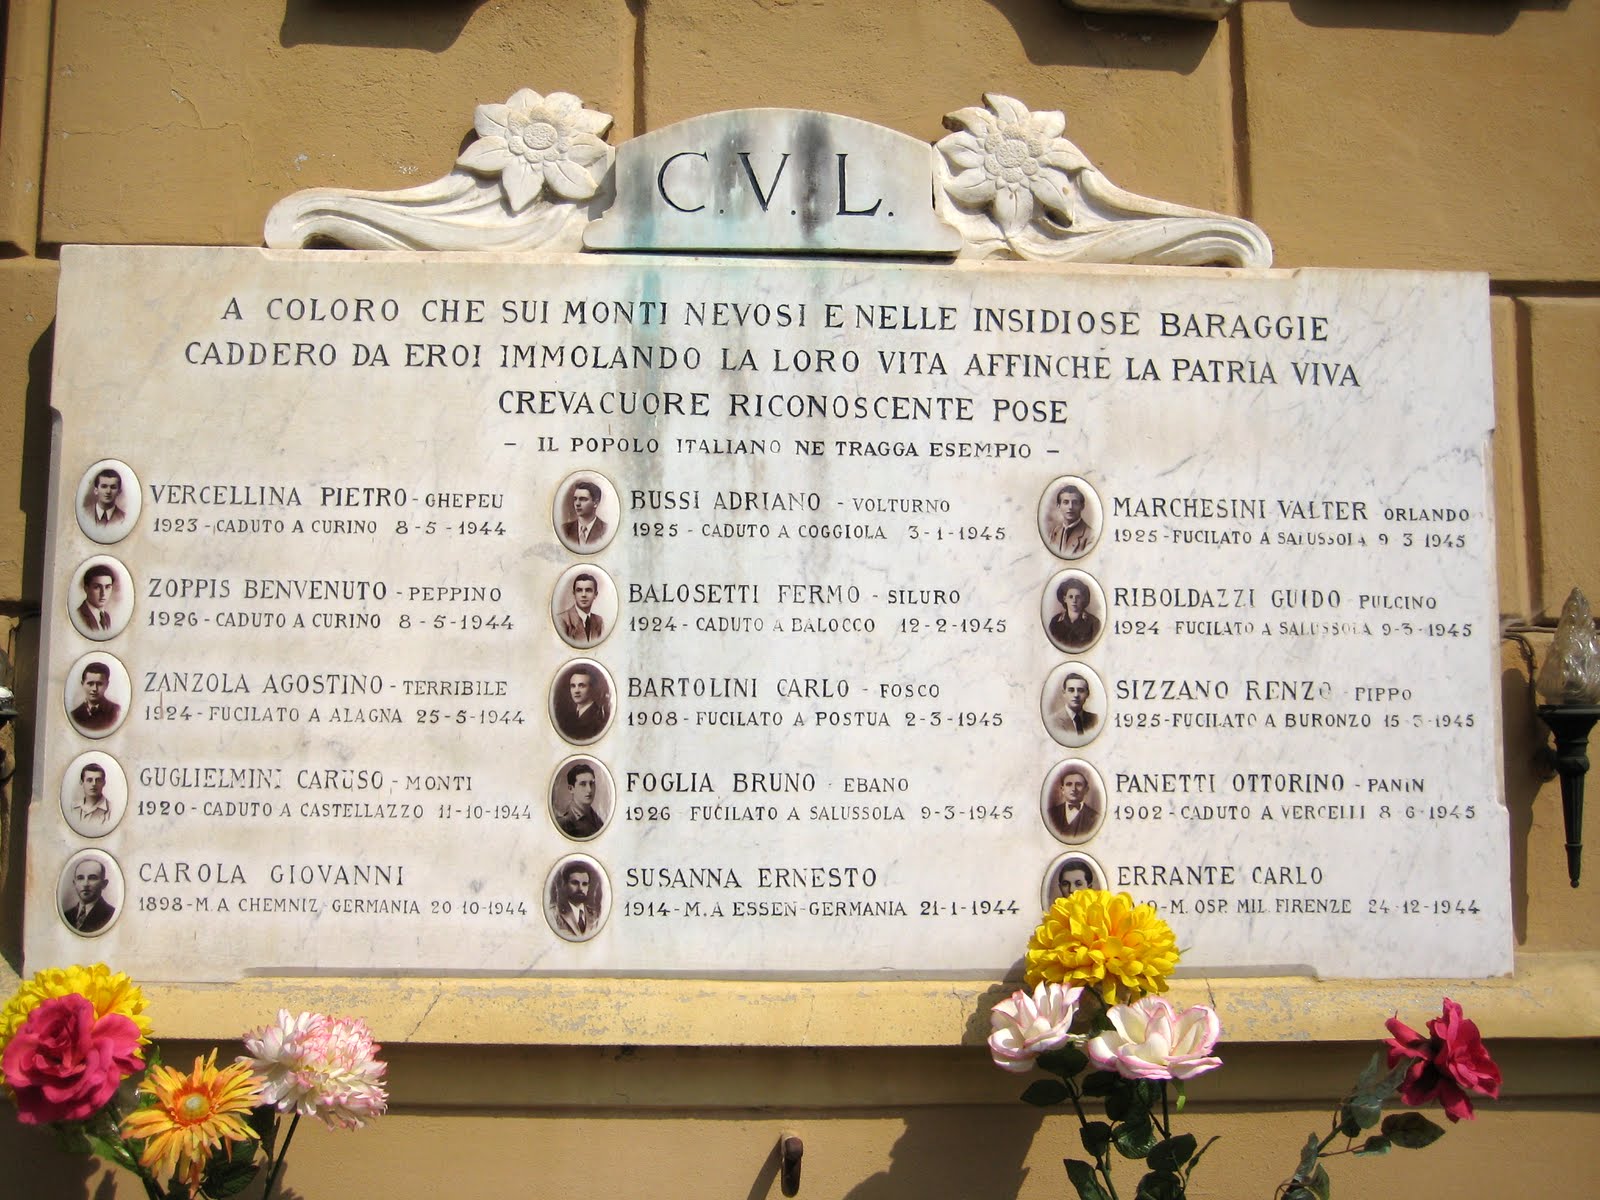 C.V.L.
A COLORO CHE SUI MONTI NEVOSI E NELLE INSIDIOSE BARAGGIE
CADDERO DA EROI IMMOLANDO LA LORO VITA AFFINCHÉ LA PATRIA VIVA
CREVACUORE RICONOSCENTE POSE
- IL POPOLO ITALIANO NE TRAGGA ESEMPIO -
VERCELLINA PIETRO - GHEPEU
1923 - CADUTO A CURINO 8-5-1944
ZOPPIS BENVENUTO - PEPPINO
1926 - CADUTO A CURINO 8-5-1944
ZANZOLA AGOSTINO - TERRIBILE
1924 - FUCILATO A ALAGNA 25-5-1944
GUGLIELMINI CARUSO - MONTI
1920 - CADUTO A CASTELLAZZO 11-10-1944
CAROLA GIOVANNI
1898 - M. A CHEMNIZ - GERMANIA 20 10-1944
BUSSI ADRIANO - VOLTURNO
1925 - CADUTO A COGGIOLA 3-1-1945
BALOSETTI FERMO - SILURO
1924 - CADUTO A BALOCCO 12-2-1945
BARTOLINI CARLO - FOSCO
1908 - FUCILATO A POSTUA 2-3-1945
FOGLIA BRUNO - EBANO
1926 FUCILATO A SALUSSOLA 9-3-1945
SUSANNA ERNESTO
1914 - M. A ESSEN - GERMANIA 21-1-1944
MARCHESINI VALTER ORLANDO
1925 - FUCILATO A SALUSSOLA 9 3 1945
RIBOLDAZZI GUIDO PULCINO
1924 FUCILATO A SALUSSOLA 9-3-1945
SIZZANO RENZO - PIPPO
1925 - FUCILATO A BURONZO 15-3-1945
PANETTI OTTORINO - PANIN
1902 - CADUTO A VERCELLI 8-6-1945
ERRANTE CARLO
M. OSP. MIL. FIRENZE 24-12-1944